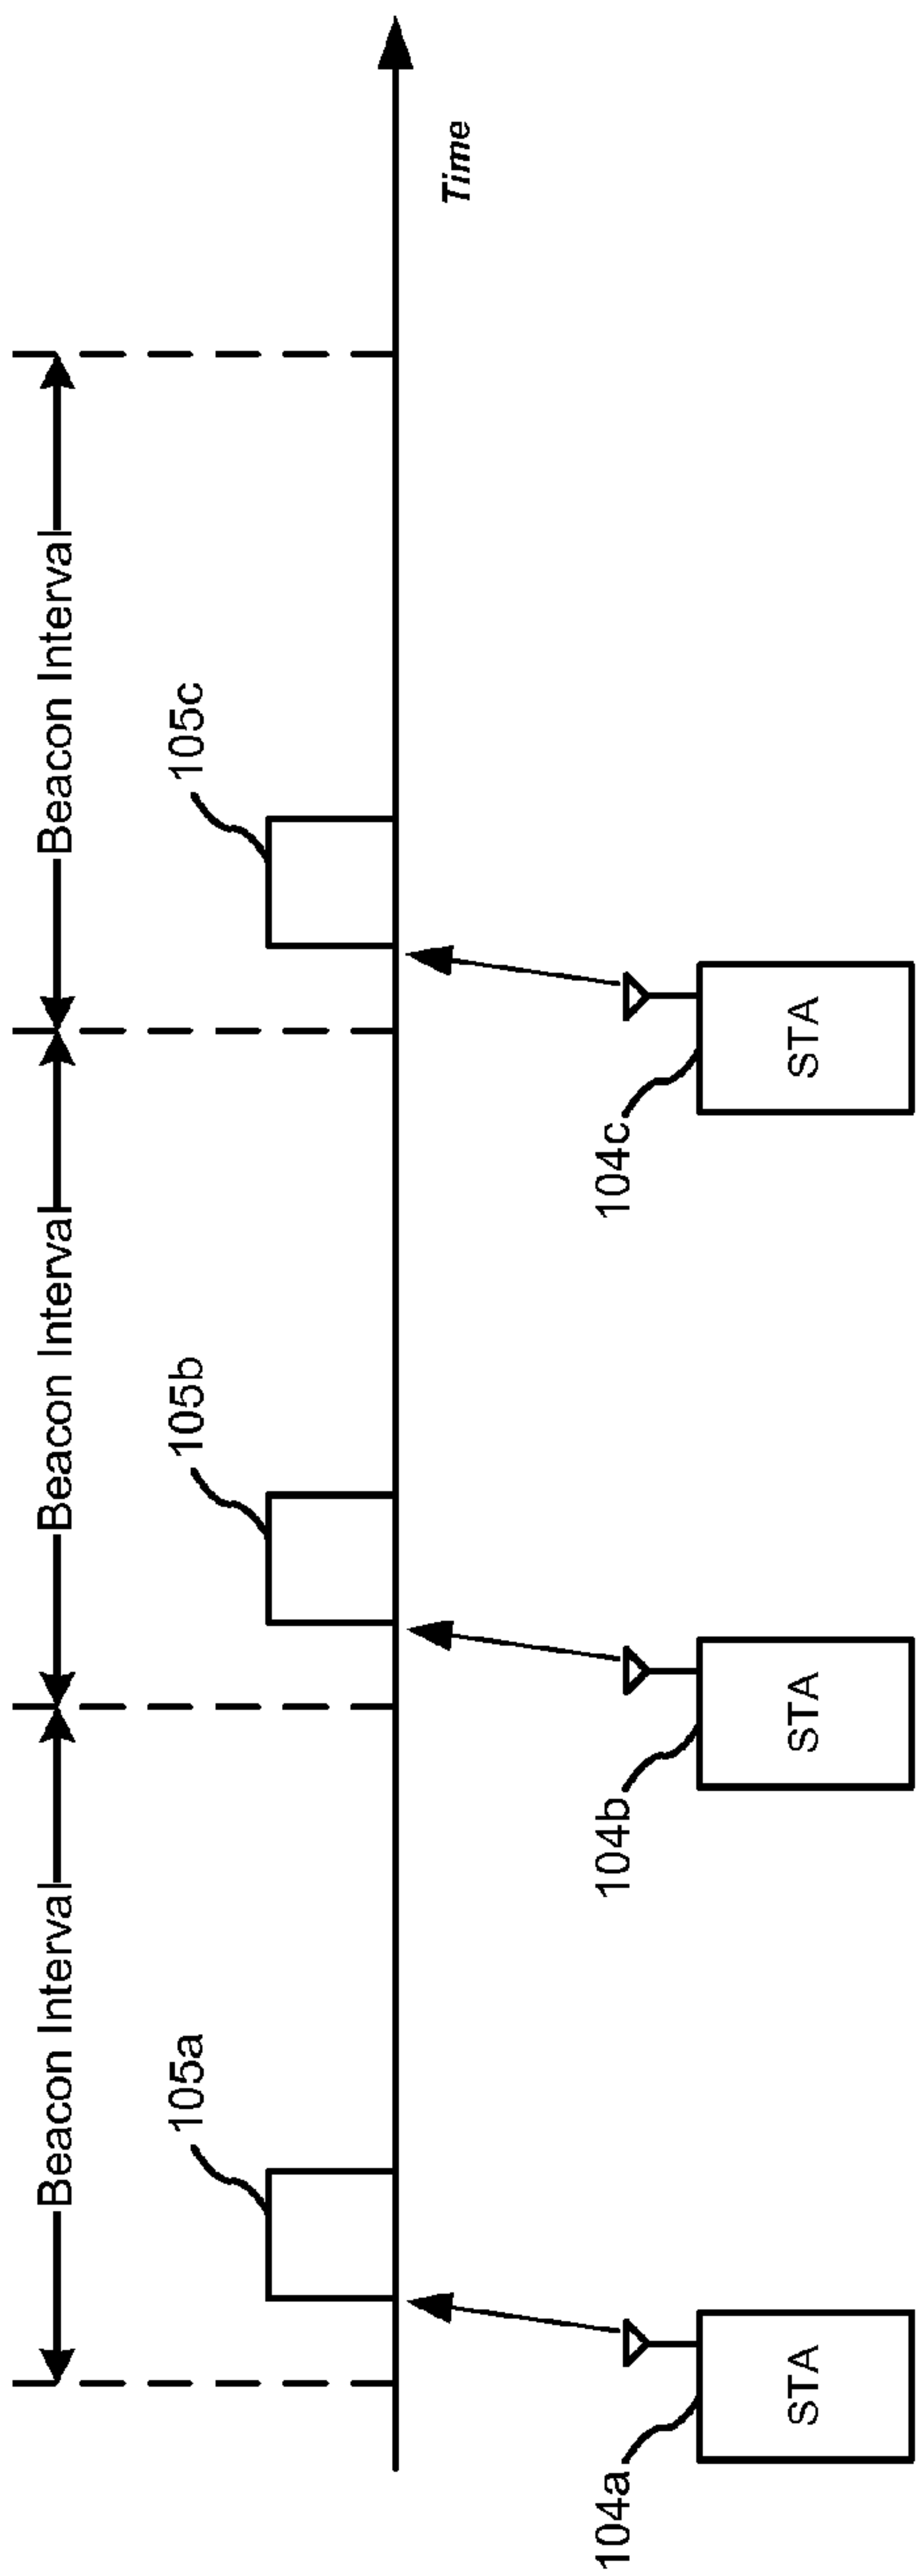 Beacon Interval
Beacon Interval
Beacon Interval
105a
105b
105c
Time
104a
STA
104b
STA
104c
STA